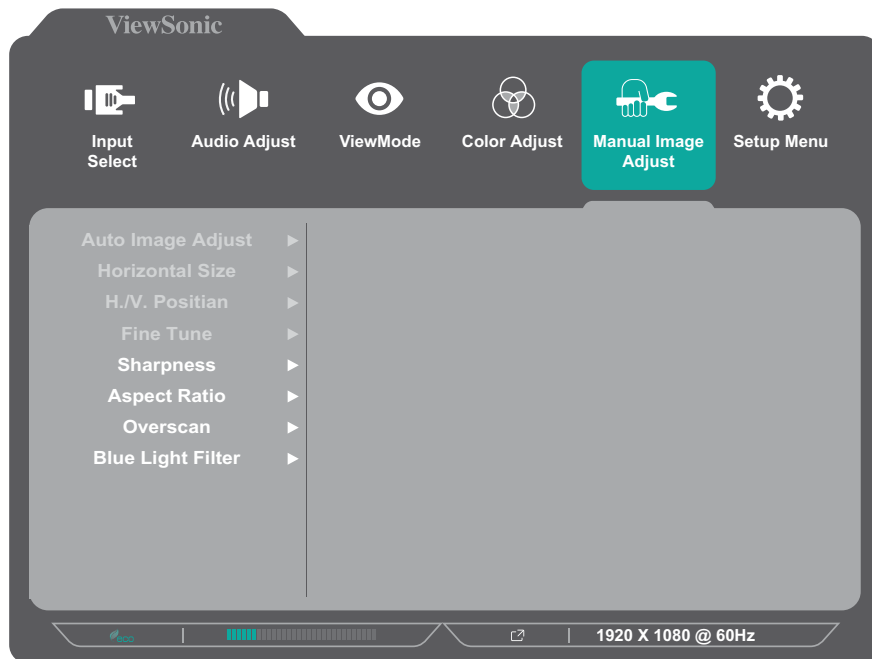 ViewSonic
Input
Select
Audio Adjust
ViewMode
Color Adjust
Manual Image
Adjust
Setup Menu
Auto Image Adjust
Horizontal Size
H./V. Positian
Fine Tune
Sharpness
Aspect Ratio
Overscan
Blue Light Filter
eco
1920 X 1080 @ 60Hz